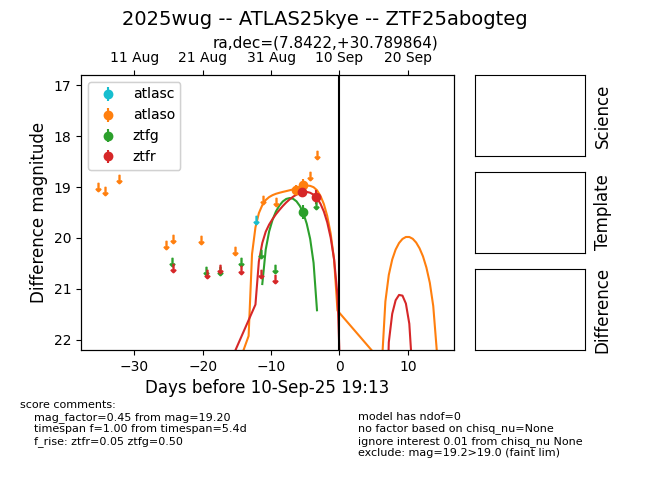 2025wug -- ATLAS25kye -- ZTF25abogteg
ra,dec=(7.8422,+30.789864)
11 Aug 21 Aug 31 Aug 10 Sep 20 Sep
atlasc
atlaso
ztfg
ztfr
17
18
19
20
21
22
Difference magnitude
−30 −20 −10 0 10
Days before 10-Sep-25 19:13
Science
Template
Difference
score comments:
mag_factor=0.45 from mag=19.20
timespan f=1.00 from timespan=5.4d
f_rise: ztfr=0.05 ztfg=0.50
model has ndof=0
no factor based on chisq_nu=None
ignore interest 0.01 from chisq_nu None
exclude: mag=19.2>19.0 (faint lim)